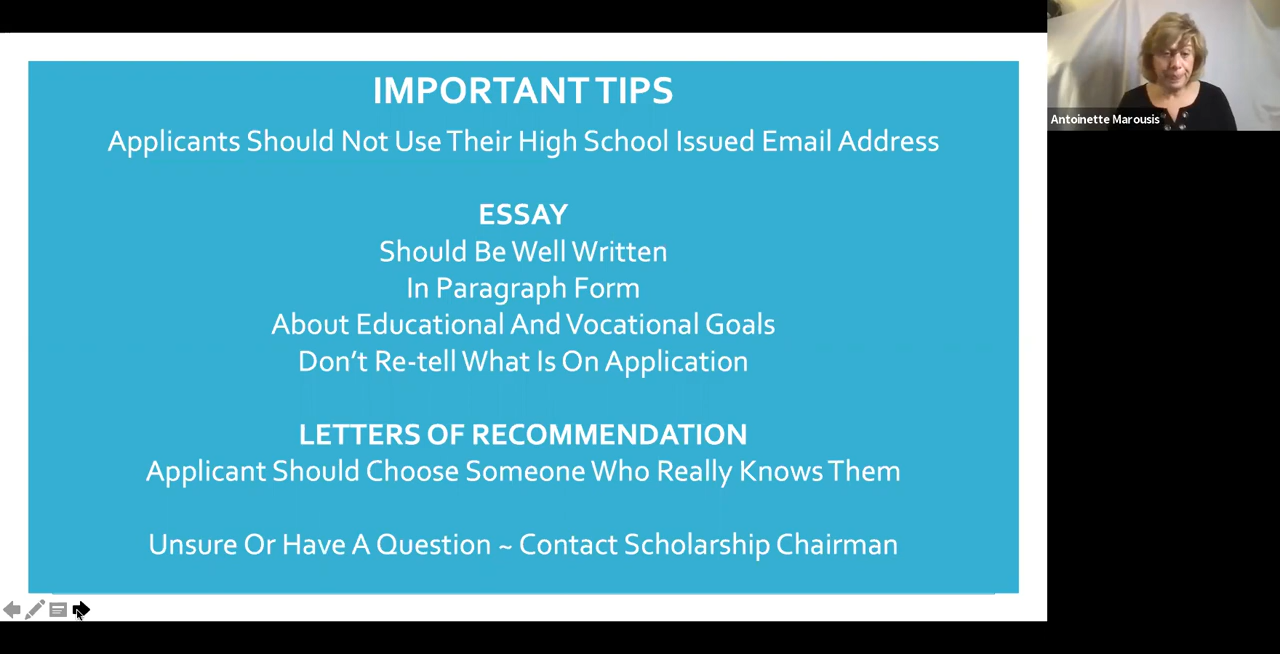 IMPORTANT TIPS
Applicants Should Not Use Their High School Issued Email Address
ESSAY
Should Be Well Written
In Paragraph Form
About Educational And Vocational Goals
Don’t Re-tell What Is On Application
LETTERS OF RECOMMENDATION
Applicant Should Choose Someone Who Really Knows Them
Unsure Or Have A Question ~ Contact Scholarship Chairman
Antoinette Marousis